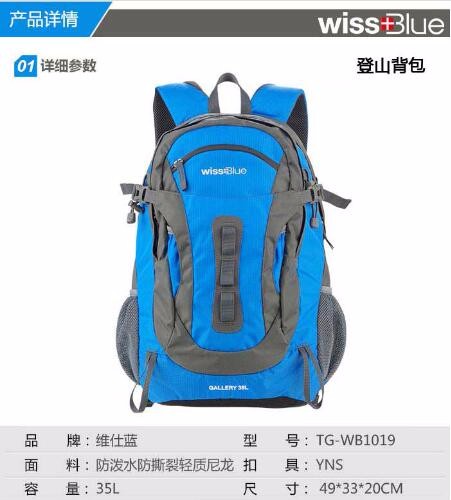 产品详情
wiss+Blue
01 详细参数
登山背包
wiss+Blue
GALLERY 35L
品 牌：维仕蓝 型 号：TG-WB1019
面 料：防泼水防撕裂轻质尼龙 扣 具：YNS
容 量：35L 尺 寸：49*33*20CM